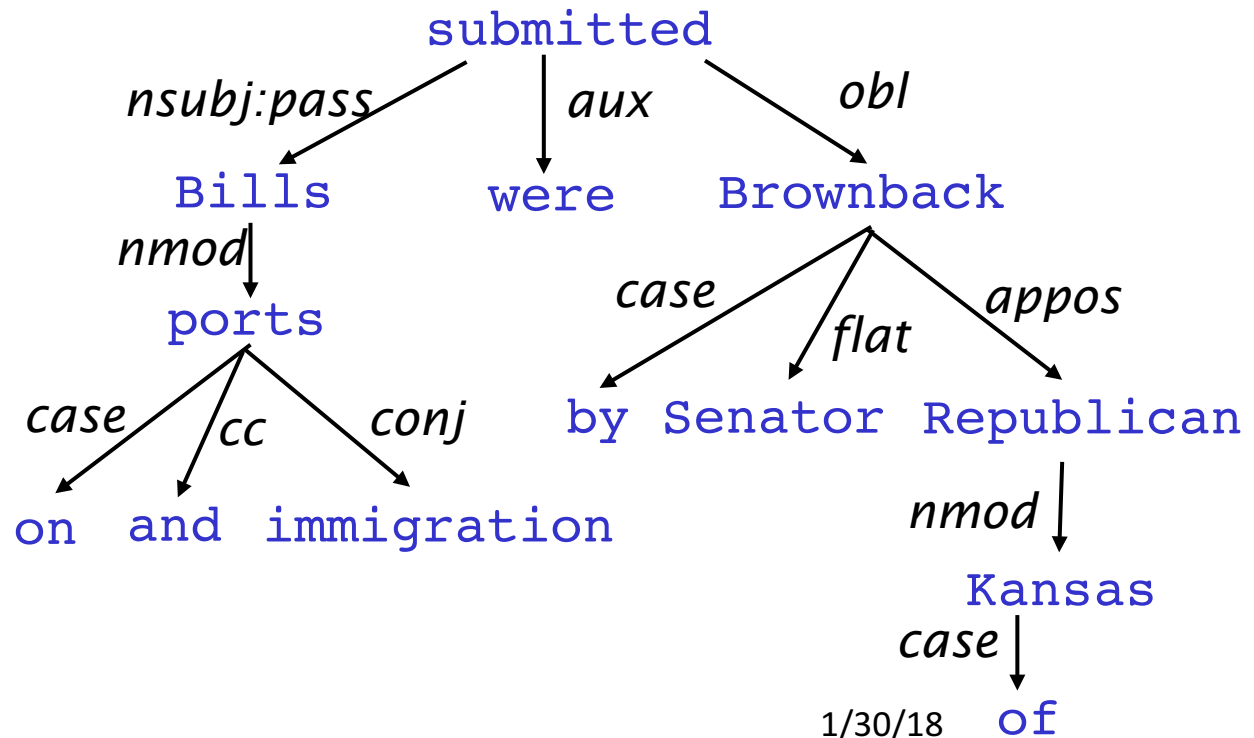 submitted
nsubj:pass aux obl
Bills were Brownback
nmod
ports
case flat appos
case cc conj
by Senator Republican
on and immigration
nmod
Kansas
case
1/30/18 of